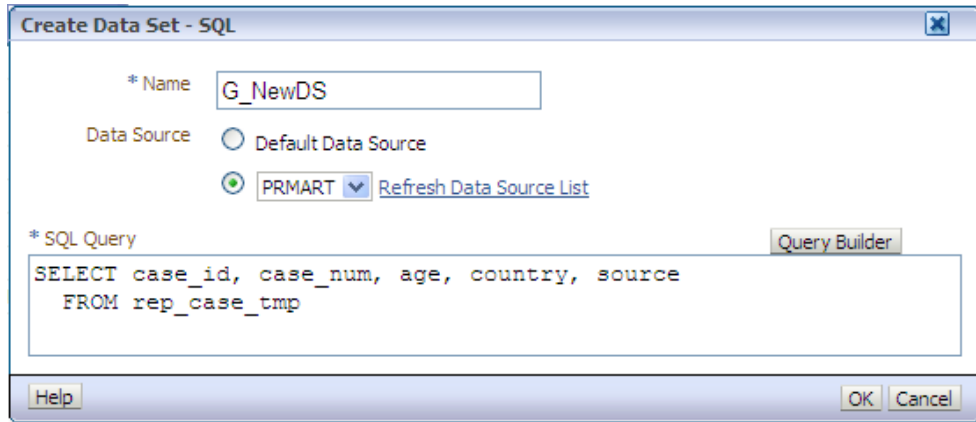 Create Data Set - SQL
* Name G_NewDS
Data Source Default Data Source
PRMART Refresh Data Source List
* SQL Query Query Builder
SELECT case_id, case_num, age, country, source
FROM rep_case_tmp
Help OK Cancel